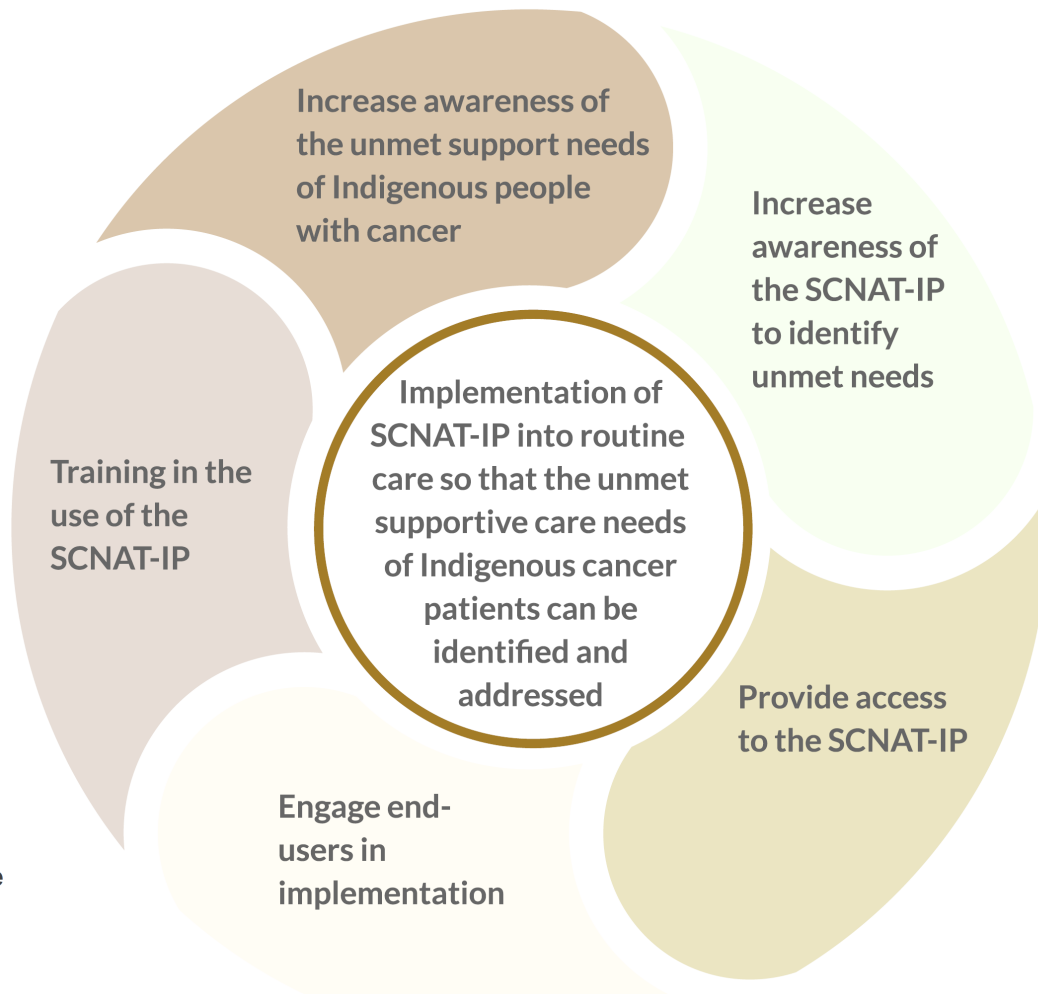 Increase awareness of
the unmet support needs
of Indigenous people
with cancer
Increase
awareness of
the SCNAT-IP
to identify
unmet needs
Implementation of
SCNAT-IP into routine
care so that the unmet
supportive care needs
of Indigenous cancer
patients can be
identified and
addressed
Training in the
use of the
SCNAT-IP
Provide access
to the SCNAT-IP
Engage end-
users in
implementation